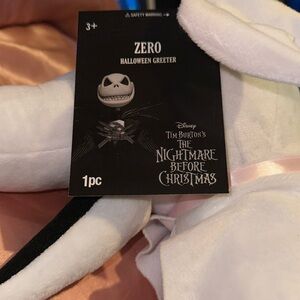 ⚠ SAFETY WARNING
3+
ZERO
HALLOWEEN GREETER
Disney
TIM BURTON'S
THE
NIGHTMARE
BEFORE
CHRISTMAS
1pc